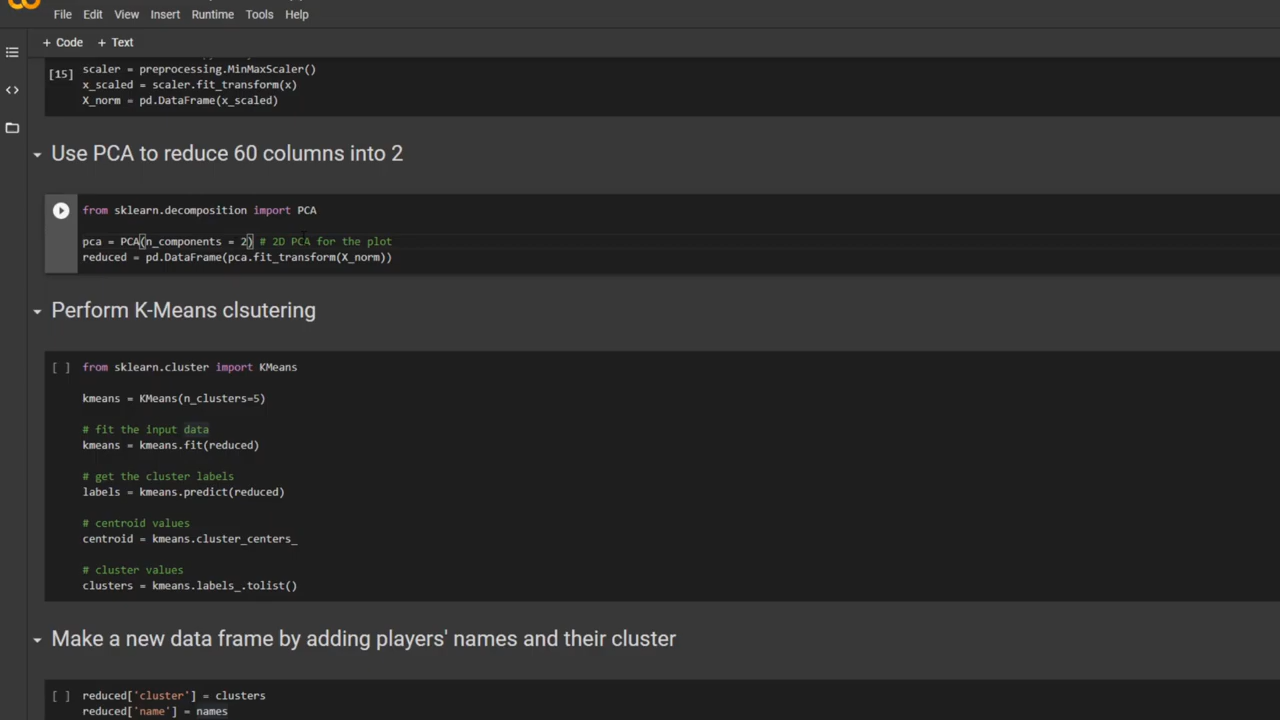 File Edit View Insert Runtime Tools Help
+ Code + Text
[15]
scaler = preprocessing.MinMaxScaler()
x_scaled = scaler.fit_transform(x)
X_norm = pd.DataFrame(x_scaled)
Use PCA to reduce 60 columns into 2
from sklearn.decomposition import PCA
pca = PCA(n_components = 2) # 2D PCA for the plot
reduced = pd.DataFrame(pca.fit_transform(X_norm))
Perform K-Means clsutering
[ ] from sklearn.cluster import KMeans
kmeans = KMeans(n_clusters=5)
# fit the input data
kmeans = kmeans.fit(reduced)
# get the cluster labels
labels = kmeans.predict(reduced)
# centroid values
centroid = kmeans.cluster_centers_
# cluster values
clusters = kmeans.labels_.tolist()
Make a new data frame by adding players' names and their cluster
[ ] reduced['cluster'] = clusters
reduced['name'] = names